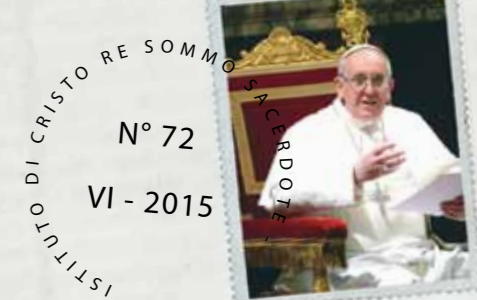 ISTITUTO DI CRISTO RE SOMMO SACERDOTE -
N° 72
VI - 2015